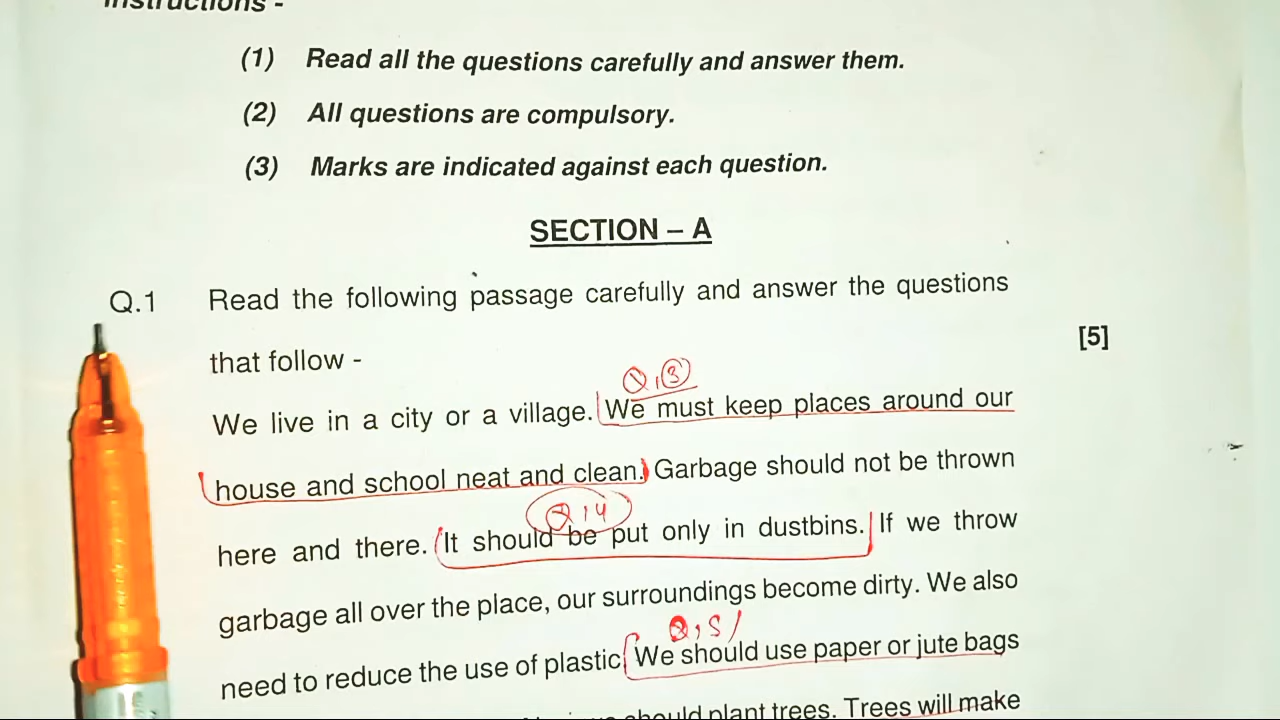 Instructions -
(1) Read all the questions carefully and answer them.
(2) All questions are compulsory.
(3) Marks are indicated against each question.
SECTION – A
Q.1 Read the following passage carefully and answer the questions
that follow - [5]
Q,3
We live in a city or a village. We must keep places around our
house and school neat and clean. Garbage should not be thrown
Q,4
here and there. It should be put only in dustbins. If we throw
garbage all over the place, our surroundings become dirty. We also
Q,5
need to reduce the use of plastic We should use paper or jute bags
should plant trees. Trees will make